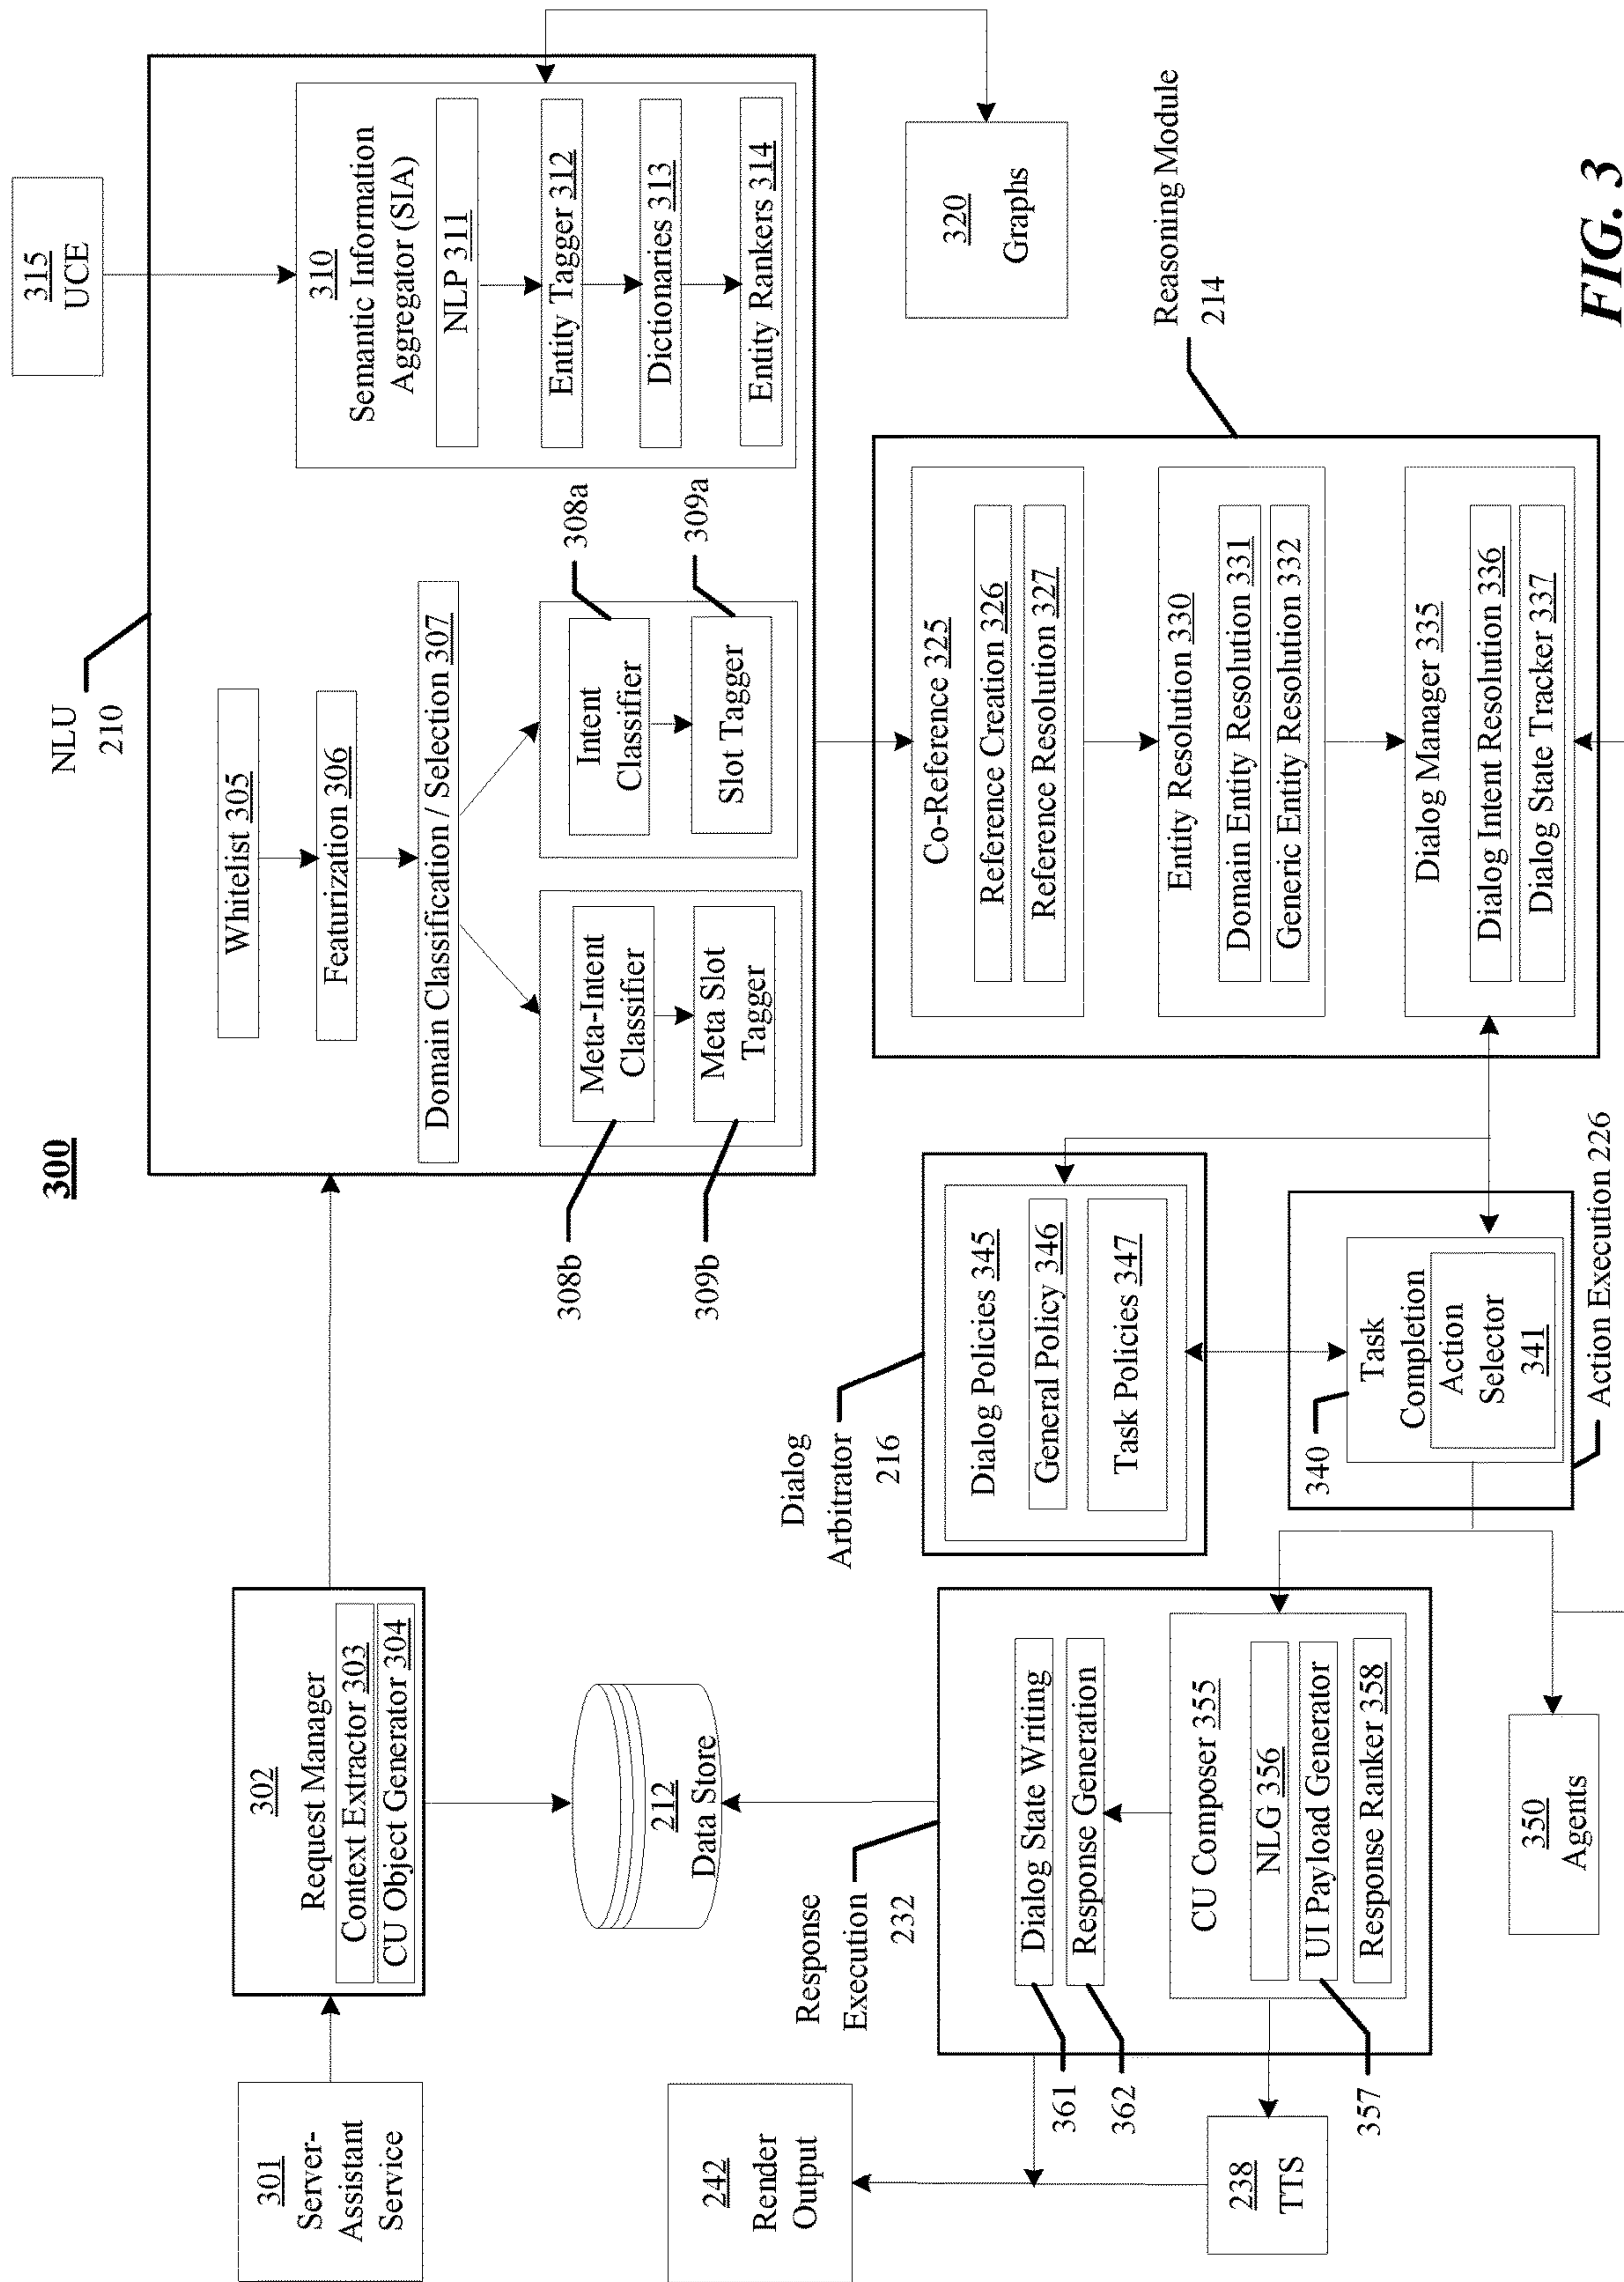 300
301
Server-
Assistant
Service
302
Request Manager
Context Extractor 303
CU Object Generator 304
212
Data Store
NLU
210
Whitelist 305
Featurization 306
Domain Classification / Selection 307
Meta-Intent
Classifier
Meta Slot
Tagger
308b
309b
Intent
Classifier
Slot Tagger
308a
309a
310
Semantic Information
Aggregator (SIA)
NLP 311
Entity Tagger 312
Dictionaries 313
Entity Rankers 314
315
UCE
320
Graphs
Reasoning Module
214
Co-Reference 325
Reference Creation 326
Reference Resolution 327
Entity Resolution 330
Domain Entity Resolution 331
Generic Entity Resolution 332
Dialog Manager 335
Dialog Intent Resolution 336
Dialog State Tracker 337
Dialog
Arbitrator
216
Dialog Policies 345
General Policy 346
Task Policies 347
340
Task
Completion
Action
Selector
341
Action Execution 226
Response
Execution
232
Dialog State Writing
Response Generation
361
362
CU Composer 355
NLG 356
UI Payload Generator
Response Ranker 358
357
242
Render
Output
238
TTS
350
Agents
FIG. 3